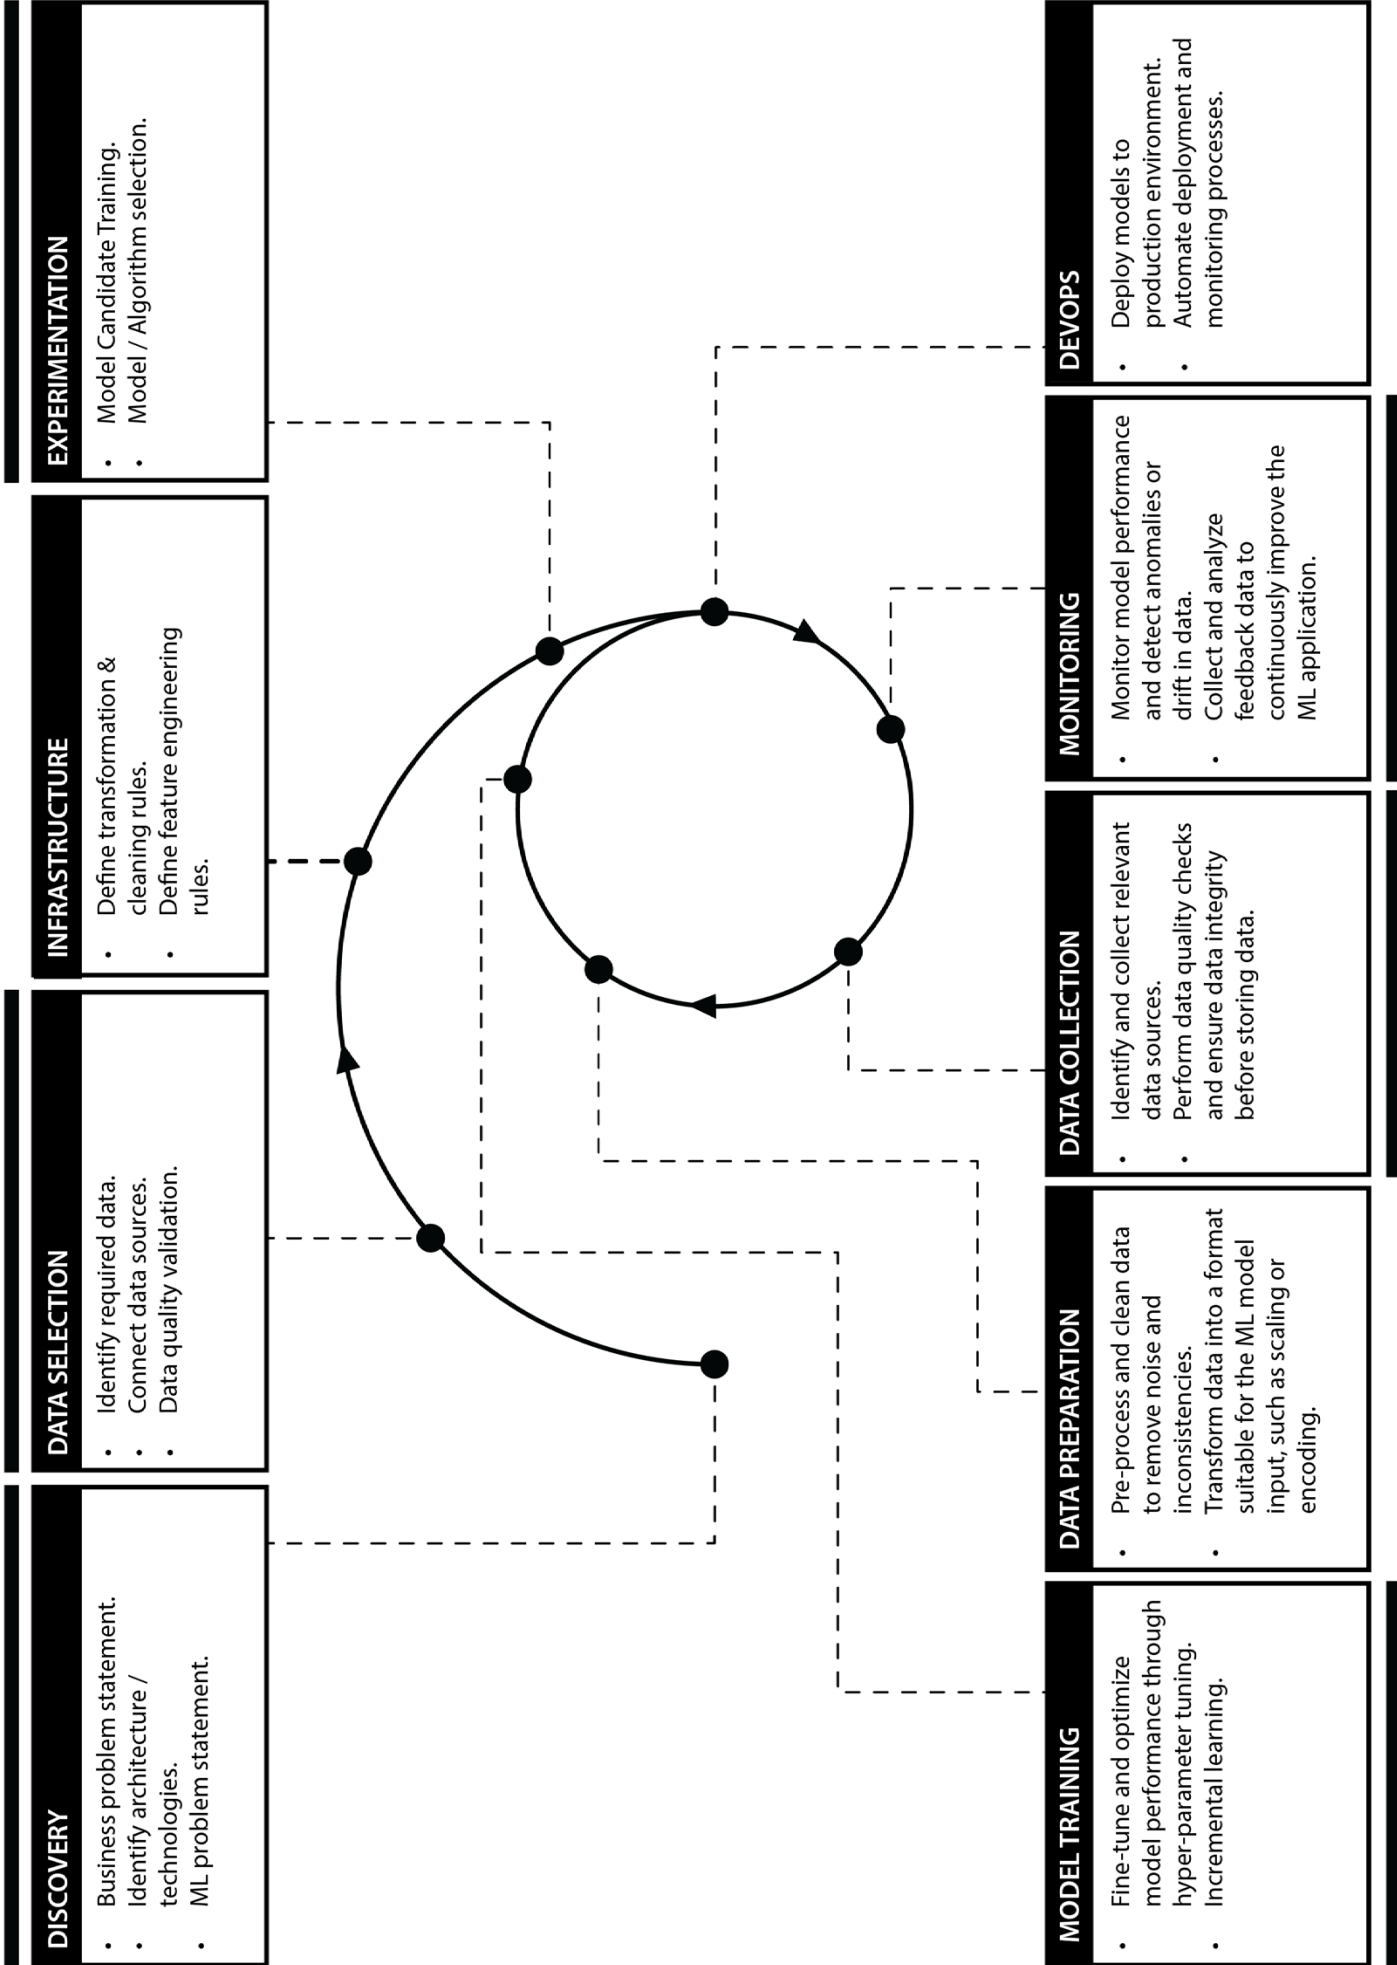 DISCOVERY
• Business problem statement.
• Identify architecture /
technologies.
• ML problem statement.
DATA SELECTION
• Identify required data.
• Connect data sources.
• Data quality validation.
INFRASTRUCTURE
• Define transformation &
cleaning rules.
• Define feature engineering
rules.
EXPERIMENTATION
• Model Candidate Training.
• Model / Algorithm selection.
MODEL TRAINING
• Fine-tune and optimize
model performance through
hyper-parameter tuning.
• Incremental learning.
DATA PREPARATION
• Pre-process and clean data
to remove noise and
inconsistencies.
• Transform data into a format
suitable for the ML model
input, such as scaling or
encoding.
DATA COLLECTION
• Identify and collect relevant
data sources.
• Perform data quality checks
and ensure data integrity
before storing data.
MONITORING
• Monitor model performance
and detect anomalies or
drift in data.
• Collect and analyze
feedback data to
continuously improve the
ML application.
DEVOPS
• Deploy models to
production environment.
• Automate deployment and
monitoring processes.